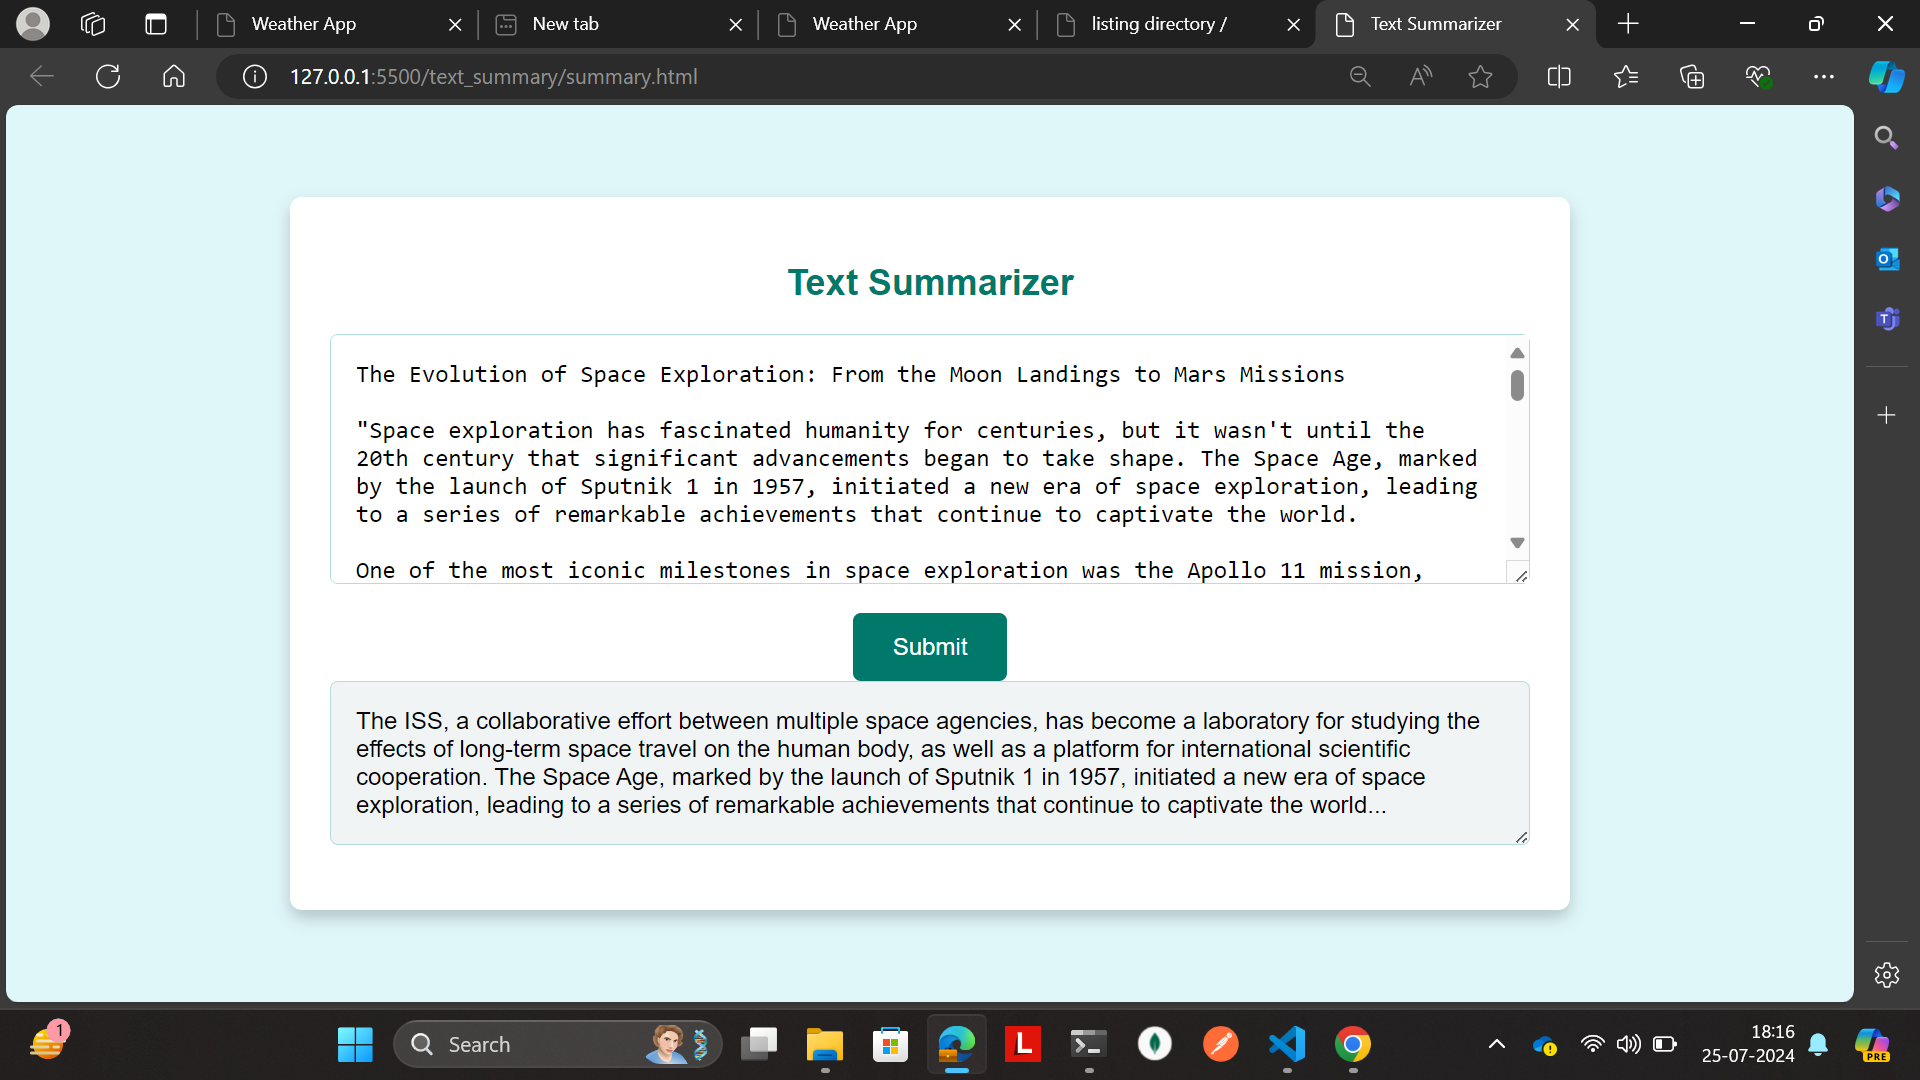 Weather App
New tab
Weather App
listing directory /
Text Summarizer
127.0.0.1:5500/text_summary/summary.html
Text Summarizer
The Evolution of Space Exploration: From the Moon Landings to Mars Missions
"Space exploration has fascinated humanity for centuries, but it wasn't until the
20th century that significant advancements began to take shape. The Space Age, marked
by the launch of Sputnik 1 in 1957, initiated a new era of space exploration, leading
to a series of remarkable achievements that continue to captivate the world.
One of the most iconic milestones in space exploration was the Apollo 11 mission,
Submit
The ISS, a collaborative effort between multiple space agencies, has become a laboratory for studying the
effects of long-term space travel on the human body, as well as a platform for international scientific
cooperation. The Space Age, marked by the launch of Sputnik 1 in 1957, initiated a new era of space
exploration, leading to a series of remarkable achievements that continue to captivate the world...
1
Search
L
18:16
25-07-2024
PRE